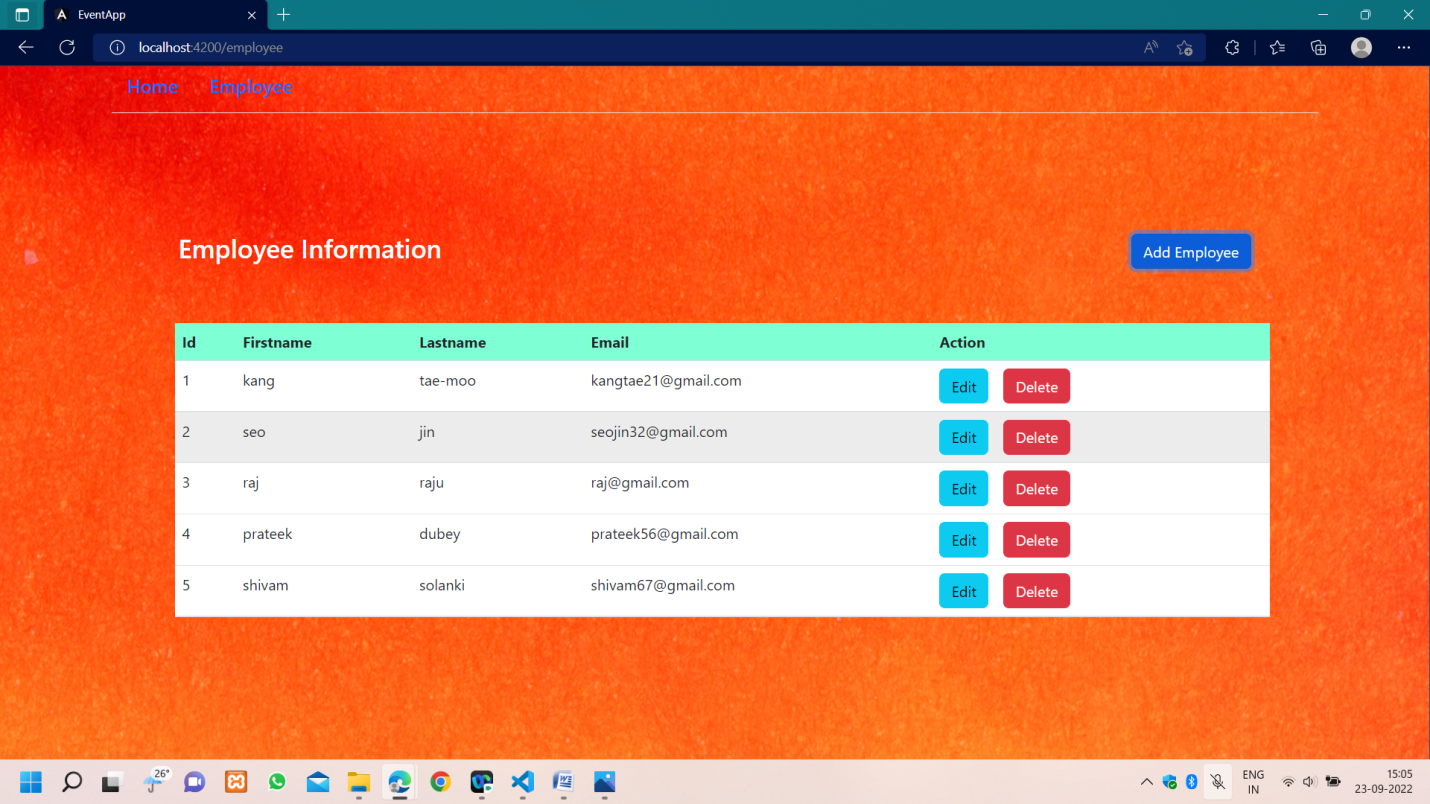 EventApp
localhost:4200/employee
Home Employee
Employee Information
Add Employee
Id Firstname Lastname Email Action
1 kang tae-moo kangtae21@gmail.com Edit Delete
2 seo jin seojin32@gmail.com Edit Delete
3 raj raju raj@gmail.com Edit Delete
4 prateek dubey prateek56@gmail.com Edit Delete
5 shivam solanki shivam67@gmail.com Edit Delete
26°
ENG
IN
15:05
23-09-2022